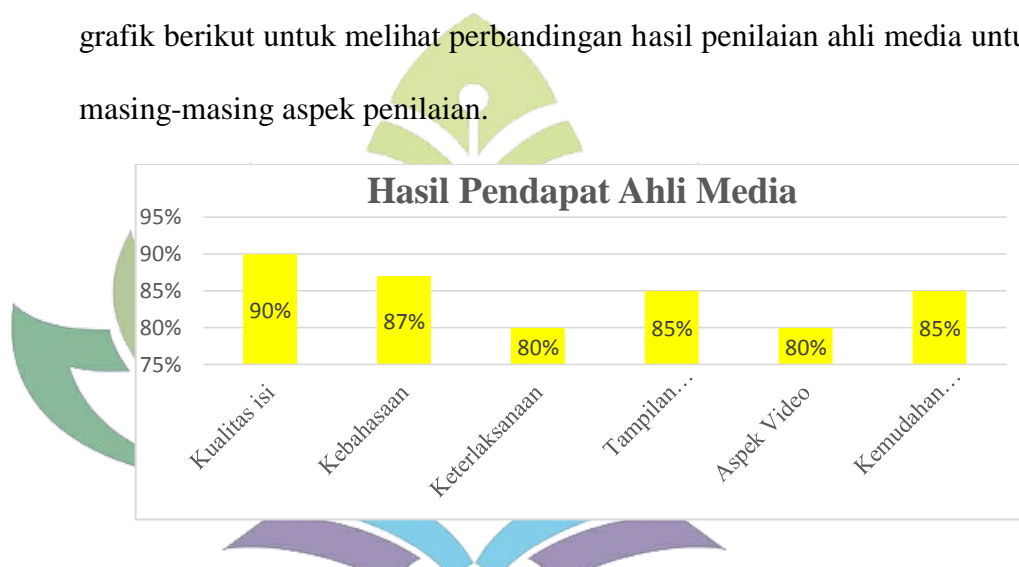 grafik berikut untuk melihat perbandingan hasil penilaian ahli media
masing-masing aspek penilaian.
Hasil Pendapat Ahli Media
95%
90%
85%
80%
75%
90%
87%
80%
85%
80%
85%
Kualitas isi
Kebahasaan
Keterlaksanaan
Tampilan…
Aspek Video
Kemudahan…